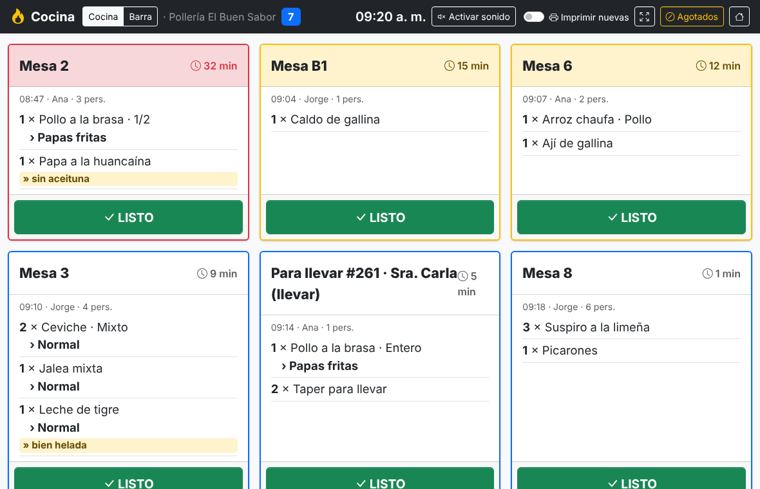 Cocina Cocina Barra · Pollería El Buen Sabor 7 09:20 a. m. Activar sonido Imprimir nuevas Agotados
Mesa 2 32 min
08:47 · Ana · 3 pers.
1 × Pollo a la brasa · 1/2
› Papas fritas
1 × Papa a la huancaína
» sin aceituna
LISTO
Mesa B1 15 min
09:04 · Jorge · 1 pers.
1 × Caldo de gallina
LISTO
Mesa 6 12 min
09:07 · Ana · 2 pers.
1 × Arroz chaufa · Pollo
1 × Ají de gallina
LISTO
Mesa 3 9 min
09:10 · Jorge · 4 pers.
2 × Ceviche · Mixto
› Normal
1 × Jalea mixta
› Normal
1 × Leche de tigre
› Normal
» bien helada
LISTO
Para llevar #261 · Sra. Carla 5
(llevar) min
09:14 · Ana · 1 pers.
1 × Pollo a la brasa · Entero
› Papas fritas
2 × Taper para llevar
LISTO
Mesa 8 1 min
09:18 · Jorge · 6 pers.
3 × Suspiro a la limeña
1 × Picarones
LISTO